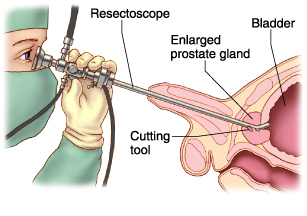 Resectoscope
Bladder
Enlarged
prostate gland
Cutting
tool